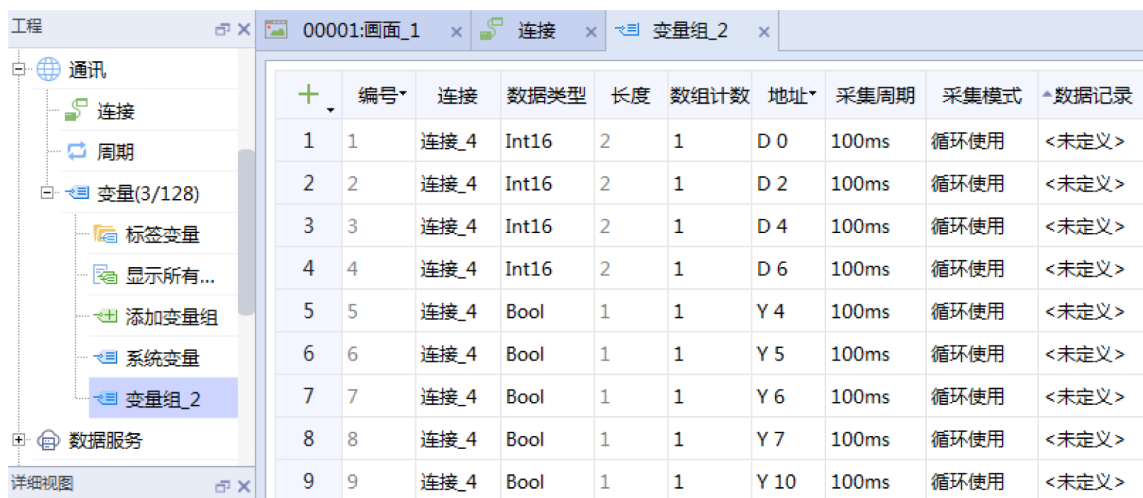 工程
00001:画面_1
连接
变量组_2
通讯
连接
周期
变量(3/128)
标签变量
显示所有...
添加变量组
系统变量
变量组_2
数据服务
详细视图
编号 连接 数据类型 长度 数组计数 地址 采集周期 采集模式 数据记录
1 1 连接_4 Int16 2 1 D 0 100ms 循环使用 <未定义>
2 2 连接_4 Int16 2 1 D 2 100ms 循环使用 <未定义>
3 3 连接_4 Int16 2 1 D 4 100ms 循环使用 <未定义>
4 4 连接_4 Int16 2 1 D 6 100ms 循环使用 <未定义>
5 5 连接_4 Bool 1 1 Y 4 100ms 循环使用 <未定义>
6 6 连接_4 Bool 1 1 Y 5 100ms 循环使用 <未定义>
7 7 连接_4 Bool 1 1 Y 6 100ms 循环使用 <未定义>
8 8 连接_4 Bool 1 1 Y 7 100ms 循环使用 <未定义>
9 9 连接_4 Bool 1 1 Y 10 100ms 循环使用 <未定义>